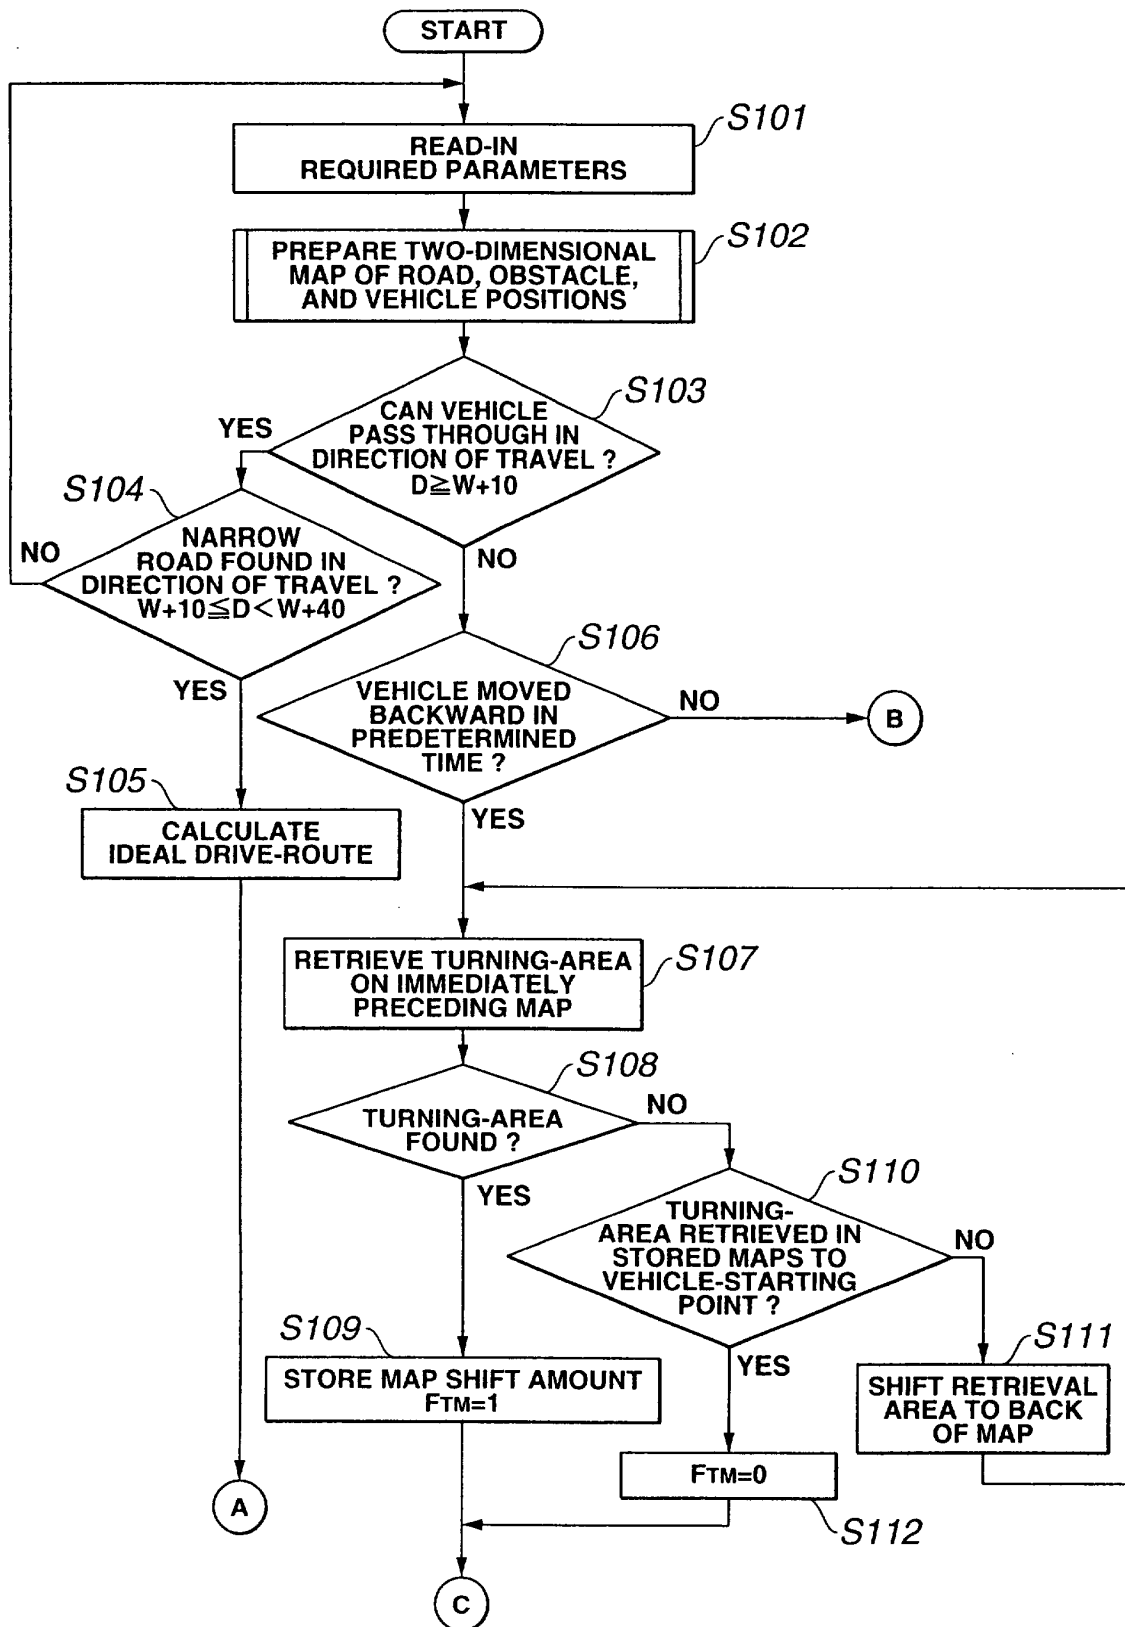 START
S101
READ-IN
REQUIRED PARAMETERS
S102
PREPARE TWO-DIMENSIONAL
MAP OF ROAD, OBSTACLE,
AND VEHICLE POSITIONS
S103
CAN VEHICLE
PASS THROUGH IN
DIRECTION OF TRAVEL ?
D≧W+10
YES
NO
S104
NARROW
ROAD FOUND IN
DIRECTION OF TRAVEL ?
W+10≦D<W+40
NO
YES
S105
CALCULATE
IDEAL DRIVE-ROUTE
A
S106
VEHICLE MOVED
BACKWARD IN
PREDETERMINED
TIME ?
NO
B
YES
S107
RETRIEVE TURNING-AREA
ON IMMEDIATELY
PRECEDING MAP
S108
TURNING-AREA
FOUND ?
NO
YES
S109
STORE MAP SHIFT AMOUNT
FTM=1
S110
TURNING-
AREA RETRIEVED IN
STORED MAPS TO
VEHICLE-STARTING
POINT ?
NO
YES
S111
SHIFT RETRIEVAL
AREA TO BACK
OF MAP
FTM=0
S112
C